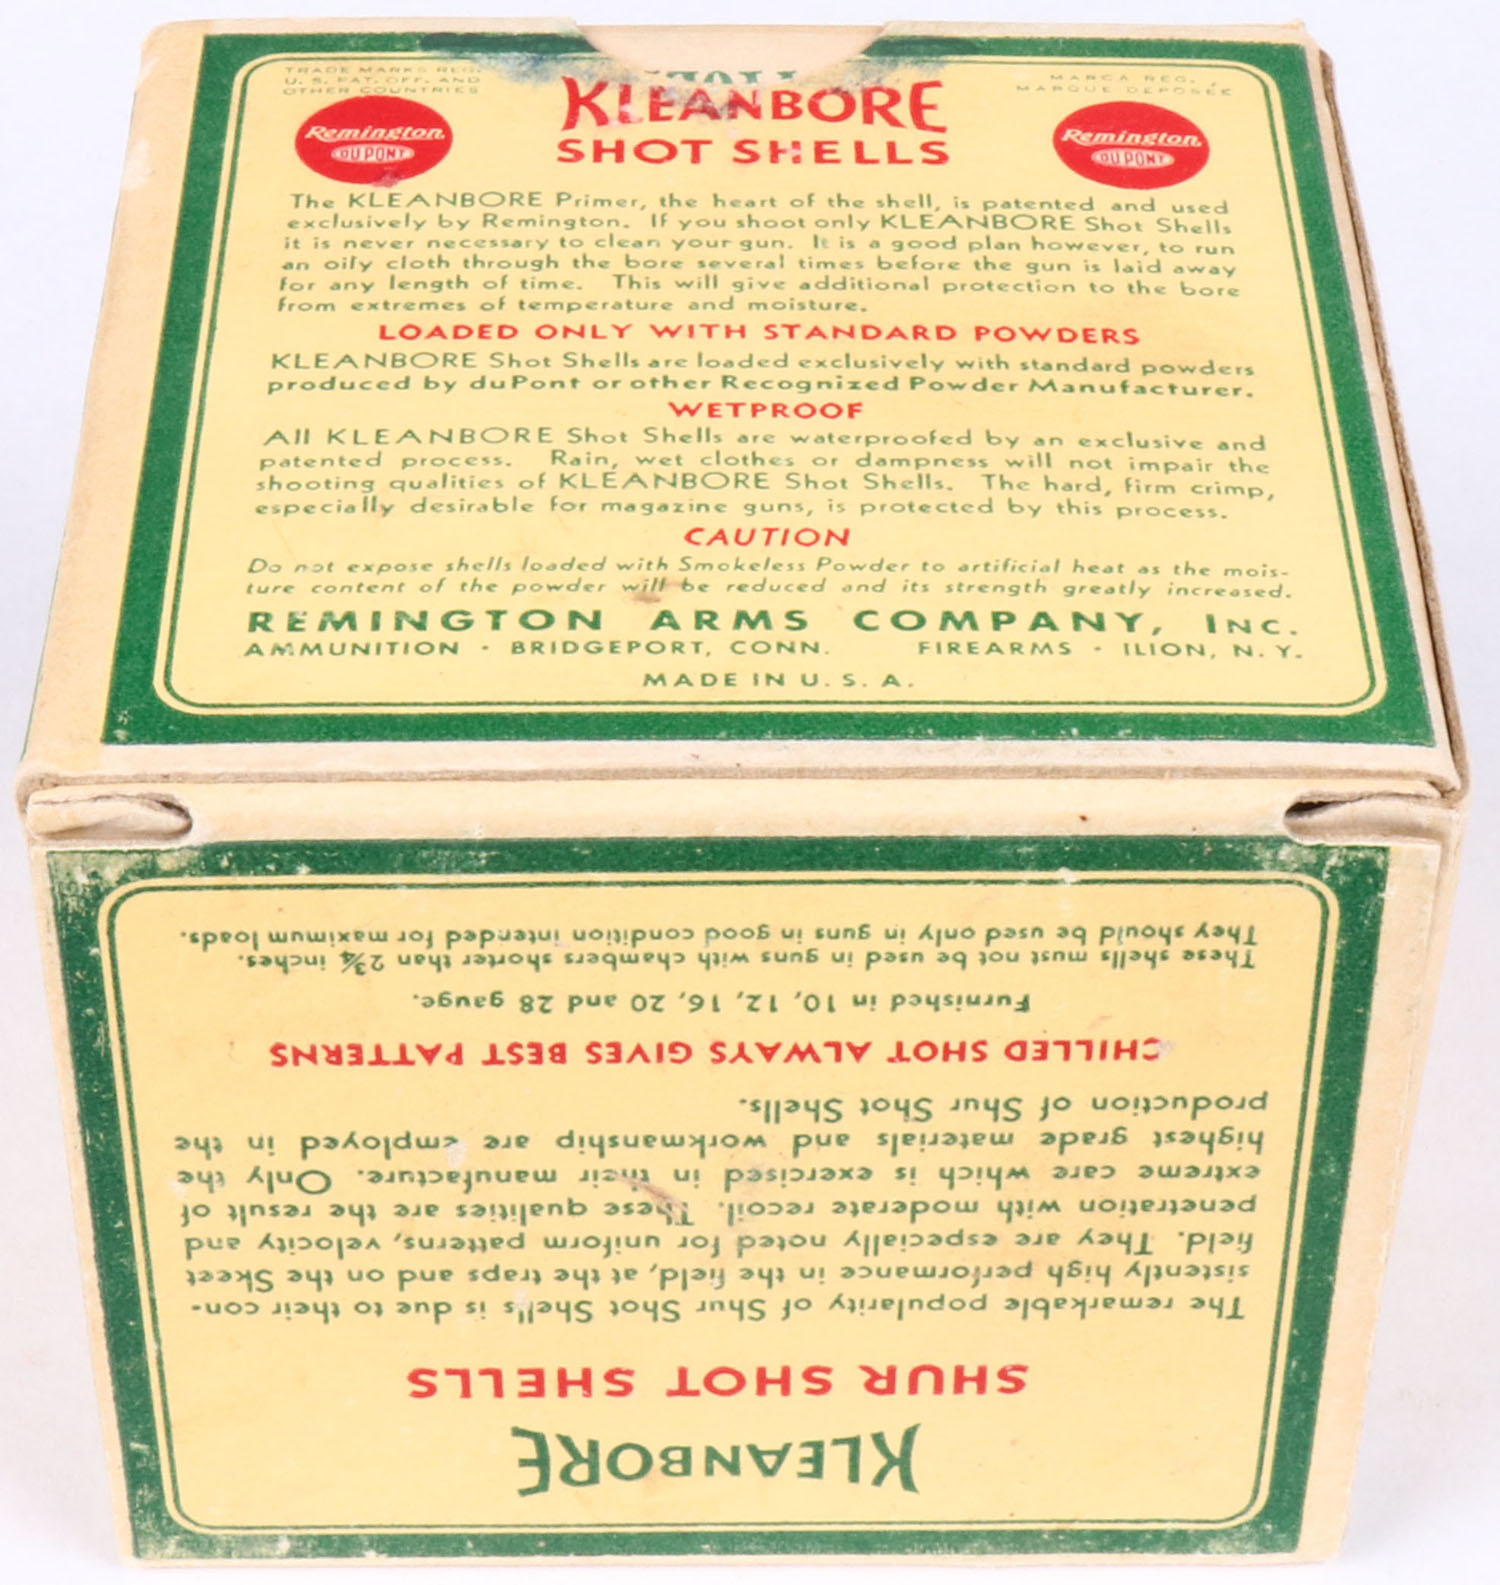 TRADE MARKS REG.
U. S. PAT. OFF. AND
OTHER COUNTRIES
MARCA REG.
MARQUE DEPOSÉE
Remington
DU PONT
KLEANBORE
SHOT SHELLS
Remington
DU PONT
The KLEANBORE Primer, the heart of the shell, is patented and used
exclusively by Remington. If you shoot only KLEANBORE Shot Shells
it is never necessary to clean your gun. It is a good plan however, to run
an oily cloth through the bore several times before the gun is laid away
for any length of time. This will give additional protection to the bore
from extremes of temperature and moisture.
LOADED ONLY WITH STANDARD POWDERS
KLEANBORE Shot Shells are loaded exclusively with standard powders
produced by duPont or other Recognized Powder Manufacturer.
WETPROOF
All KLEANBORE Shot Shells are waterproofed by an exclusive and
patented process. Rain, wet clothes or dampness will not impair the
shooting qualities of KLEANBORE Shot Shells. The hard, firm crimp,
especially desirable for magazine guns, is protected by this process.
CAUTION
Do not expose shells loaded with Smokeless Powder to artificial heat as the mois-
ture content of the powder will be reduced and its strength greatly increased.
REMINGTON ARMS COMPANY, INC.
AMMUNITION · BRIDGEPORT, CONN. FIREARMS · ILION, N. Y.
MADE IN U. S. A.
KLEANBORE
SHUR SHOT SHELLS
The remarkable popularity of Shur Shot Shells is due to their con-
sistently high performance in the field, at the traps and on the Skeet
field. They are especially noted for uniform patterns, velocity and
penetration with moderate recoil. These qualities are the result of
extreme care which is exercised in their manufacture. Only the
highest grade materials and workmanship are employed in the
production of Shur Shot Shells.
CHILLED SHOT ALWAYS GIVES BEST PATTERNS
Furnished in 10, 12, 16, 20 and 28 gauge.
These shells must not be used in guns with chambers shorter than 2¾ inches.
They should be used only in guns in good condition intended for maximum loads.